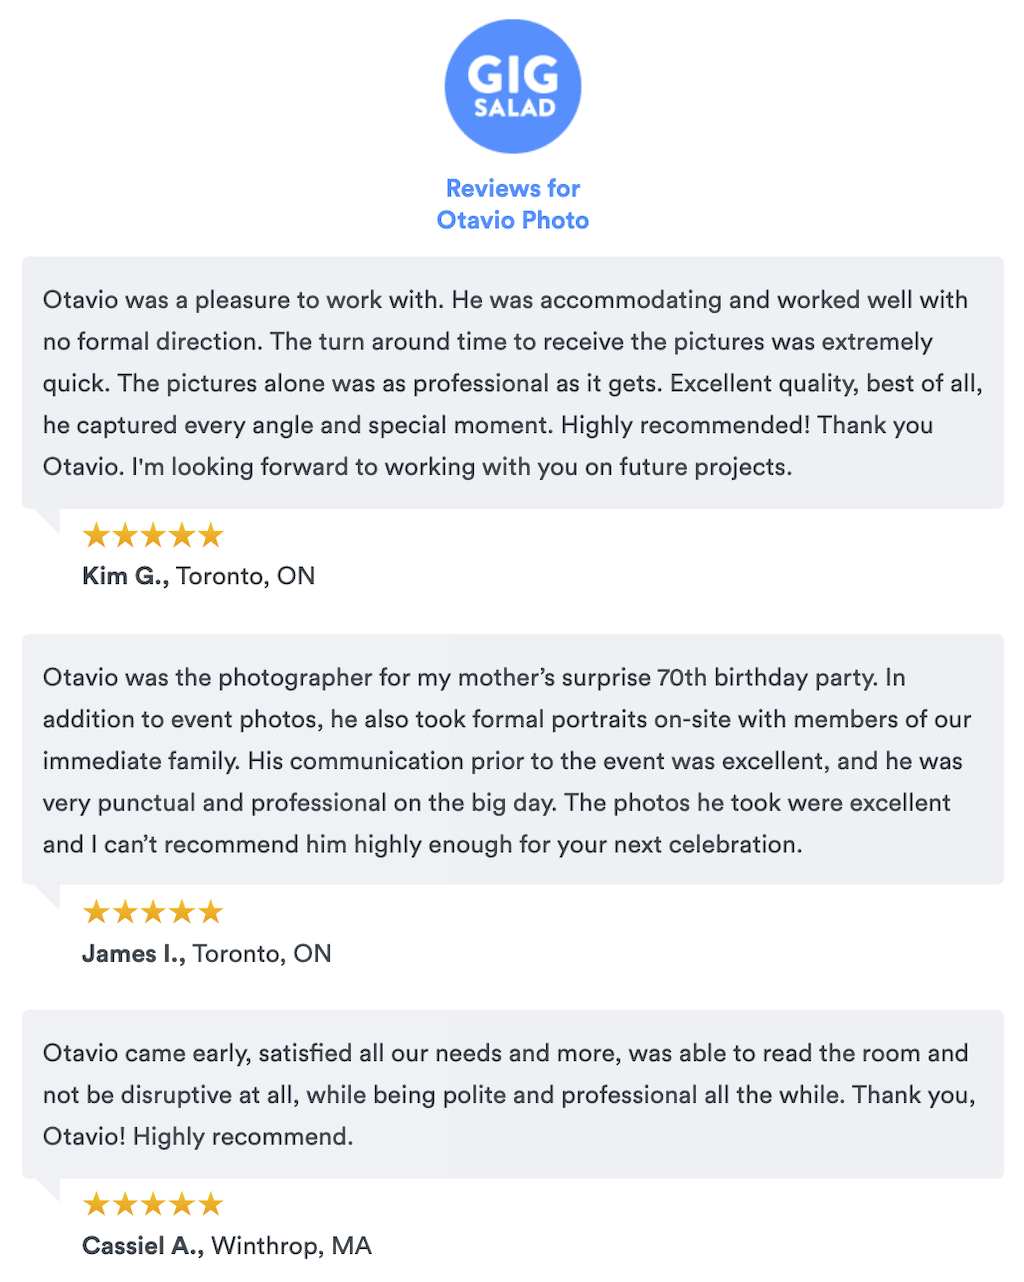 GIG
SALAD
Reviews for
Otavio Photo
Otavio was a pleasure to work with. He was accommodating and worked well with
no formal direction. The turn around time to receive the pictures was extremely
quick. The pictures alone was as professional as it gets. Excellent quality, best of all,
he captured every angle and special moment. Highly recommended! Thank you
Otavio. I'm looking forward to working with you on future projects.
Kim G., Toronto, ON
Otavio was the photographer for my mother’s surprise 70th birthday party. In
addition to event photos, he also took formal portraits on-site with members of our
immediate family. His communication prior to the event was excellent, and he was
very punctual and professional on the big day. The photos he took were excellent
and I can’t recommend him highly enough for your next celebration.
James I., Toronto, ON
Otavio came early, satisfied all our needs and more, was able to read the room and
not be disruptive at all, while being polite and professional all the while. Thank you,
Otavio! Highly recommend.
Cassiel A., Winthrop, MA